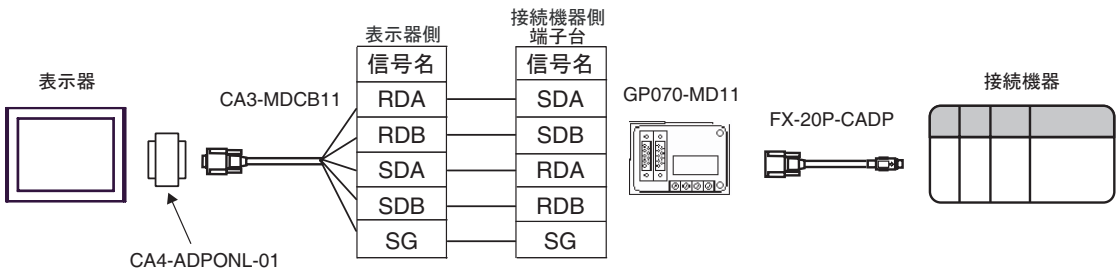 表示器
CA4-ADPONL-01
CA3-MDCB11
表示器側
信号名
RDA
RDB
SDA
SDB
SG
接続機器側
端子台
信号名
SDA
SDB
RDA
RDB
SG
GP070-MD11
FX-20P-CADP
接続機器